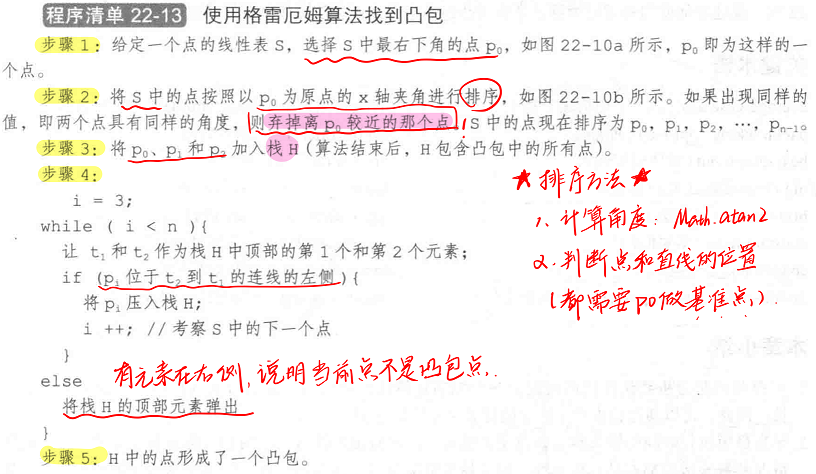 程序清单 22-13 使用格雷厄姆算法找到凸包
步骤 1：给定一个点的线性表 S，选择 S 中最右下角的点 p₀，如图 22-10a 所示，p₀ 即为这样的一
个点。
步骤 2：将 S 中的点按照以 p₀ 为原点的 x 轴夹角进行排序，如图 22-10b 所示。如果出现同样的
值，即两个点具有同样的角度，则弃掉离 p₀ 较近的那个点。S 中的点现在排序为 p₀，p₁，p₂，…，pₙ₋₁。
步骤 3：将 p₀、p₁ 和 p₂ 加入栈 H（算法结束后，H 包含凸包中的所有点）。
步骤 4：
★ 排序方法 ★
i = 3;
1、计算角度：Math.atan2
while ( i < n ){
让 t₁ 和 t₂ 作为栈 H 中顶部的第 1 个和第 2 个元素；
2、判断点和直线的位置
if (pᵢ 位于 t₂ 到 t₁ 的连线的左侧){
(都需要p0做基准点).
将 pᵢ 压入栈 H;
i ++; // 考察 S 中的下一个点
}
else 有元素在右侧，说明当前点不是凸包点.
将栈 H 的顶部元素弹出
}
步骤 5：H 中的点形成了一个凸包。